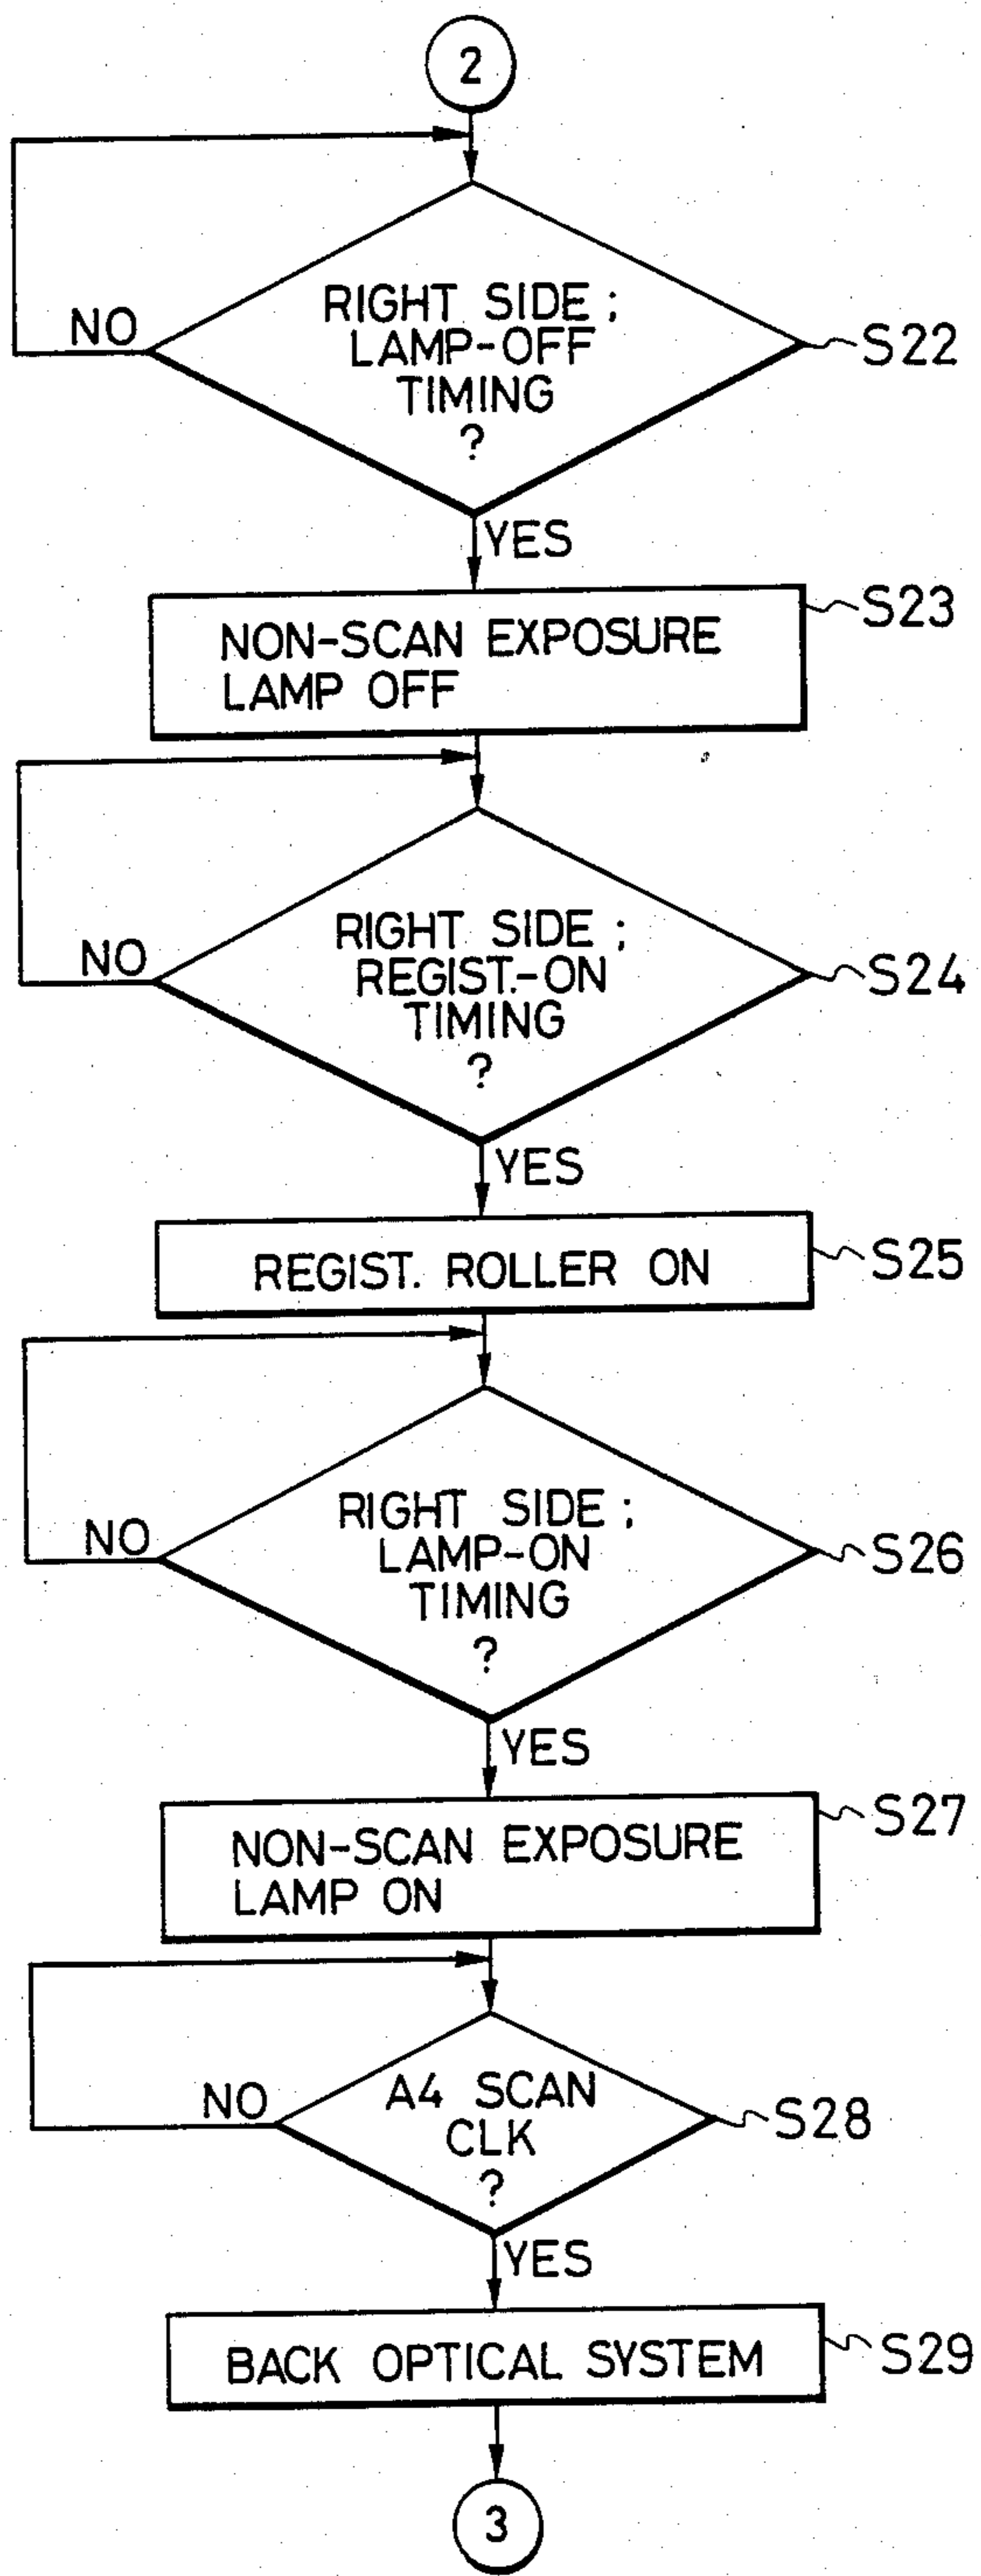 2
RIGHT SIDE ;
LAMP-OFF
TIMING
?
NO
S22
YES
NON-SCAN EXPOSURE
LAMP OFF
S23
RIGHT SIDE ;
REGIST.-ON
TIMING
?
NO
S24
YES
REGIST. ROLLER ON
S25
RIGHT SIDE ;
LAMP-ON
TIMING
?
NO
S26
YES
NON-SCAN EXPOSURE
LAMP ON
S27
A4 SCAN
CLK
?
NO
S28
YES
BACK OPTICAL SYSTEM
S29
3